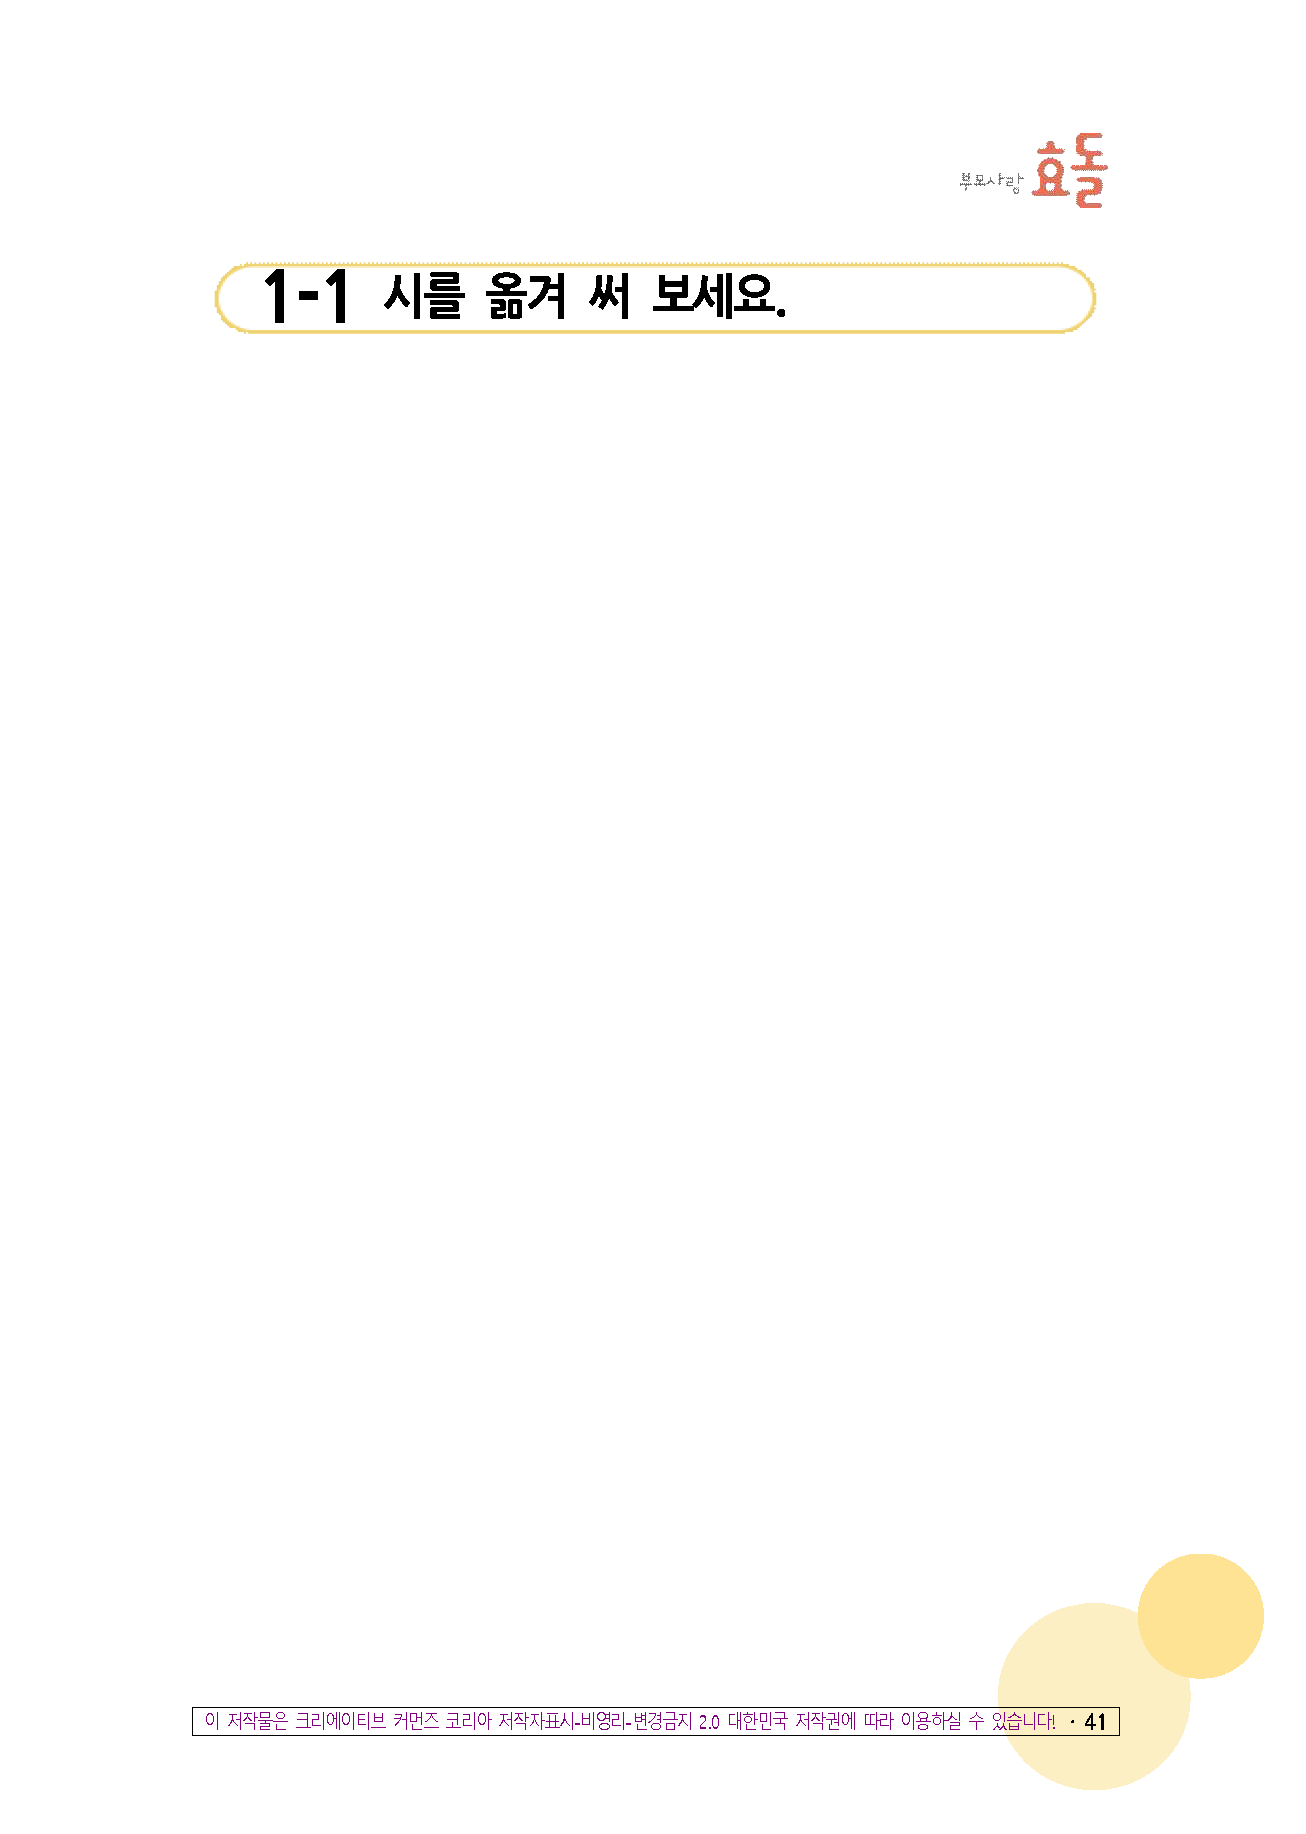 부모사랑 효돌
1-1 시를 옮겨 써 보세요.
이 저작물은 크리에이티브 커먼즈 코리아 저작자표시-비영리-변경금지 2.0 대한민국 저작권에 따라 이용하실 수 있습니다! · 41